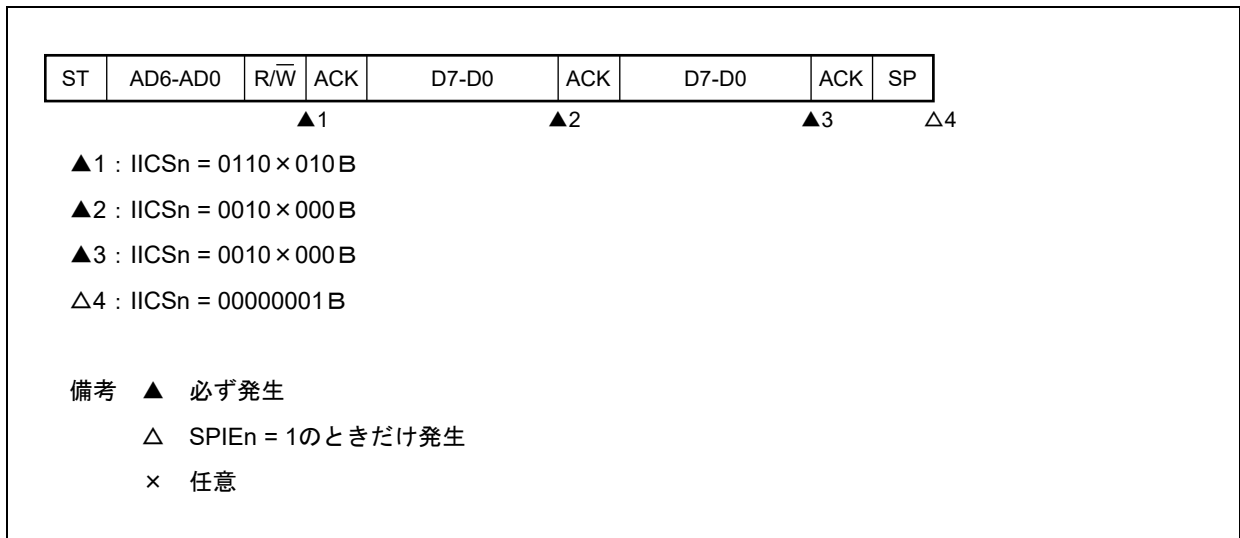 ST AD6-AD0 R/W̅ ACK D7-D0 ACK D7-D0 ACK SP
▲1 ▲2 ▲3 △4
▲1：IICSn = 0110×010B
▲2：IICSn = 0010×000B
▲3：IICSn = 0010×000B
△4：IICSn = 00000001B
備考 ▲ 必ず発生
△ SPIEn = 1のときだけ発生
× 任意